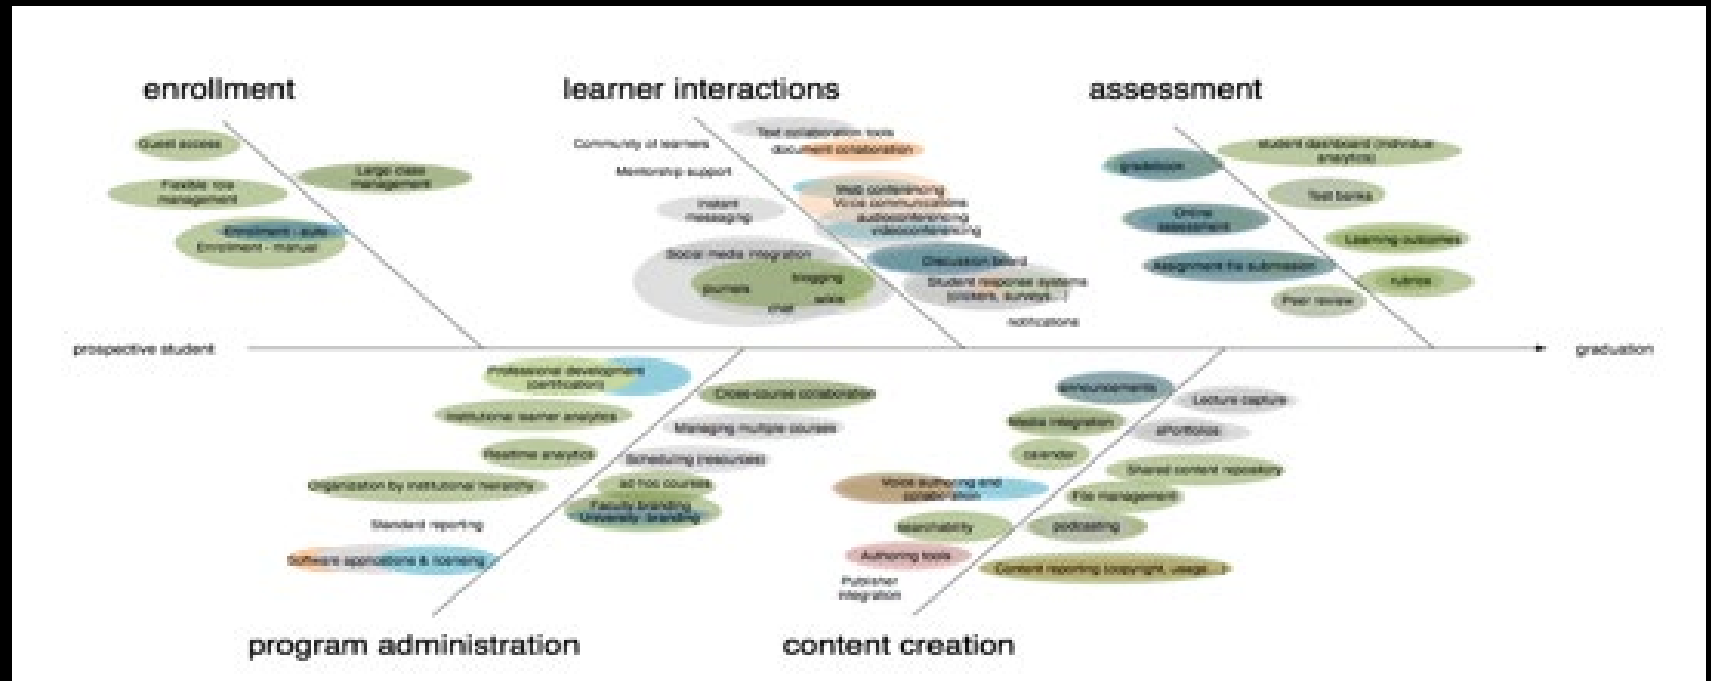 enrollment
learner interactions
assessment
Guest access
Large class
management
Flexible role
management
Enrollment - auto
Enrollment - manual
Text collaboration tools
Community of learners
document collaboration
Mentorship support
Web conferencing
Voice communications
audioconferencing
videoconferencing
Instant
messaging
Social media integration
blogging
journals
wikis
chat
Discussion board
Student response systems
(clickers, surveys...)
notifications
student dashboard (individual
analytics)
gradebook
Test banks
Online
assessment
Learning outcomes
Assignment file submission
rubrics
Peer review
prospective student
graduation
Professional development
(certification)
Cross-course collaboration
Institutional learner analytics
Managing multiple courses
Realtime analytics
Scheduling (resources)
Organization by institutional hierarchy
ad hoc courses
Faculty branding
University branding
Standard reporting
Software applications & licensing
announcements
Lecture capture
Media integration
ePortfolios
calendar
Shared content repository
Voice authoring and
collaboration
File management
searchability
podcasting
Authoring tools
Content reporting (copyright, usage...)
Publisher
integration
program administration
content creation